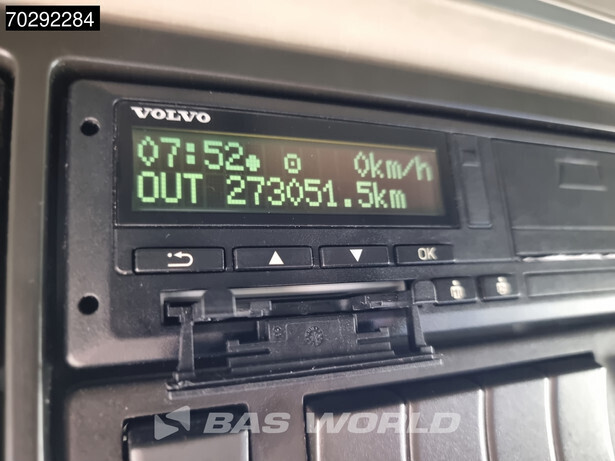 70292284
VOLVO
07:52 0km/h
OUT 273051.5km
OK
BAS WORLD